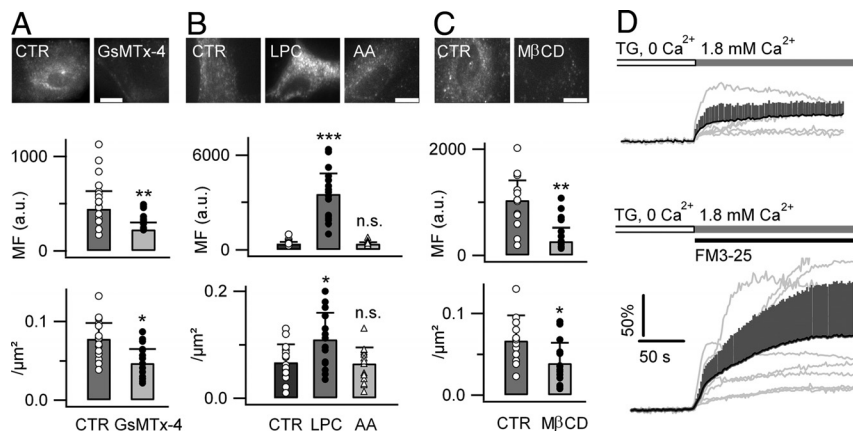 A
B
C
D
CTR
GsMTx-4
CTR
LPC
AA
CTR
MβCD
TG, 0 Ca²⁺
1.8 mM Ca²⁺
MF (a.u.)
1000
0
**
MF (a.u.)
6000
0
***
n.s.
MF (a.u.)
2000
1000
0
**
/µm²
0.1
0.0
*
CTR GsMTx-4
/µm²
0.2
0.1
0.0
*
n.s.
CTR LPC AA
/µm²
0.1
0.0
*
CTR MβCD
TG, 0 Ca²⁺
1.8 mM Ca²⁺
FM3-25
50%
50 s